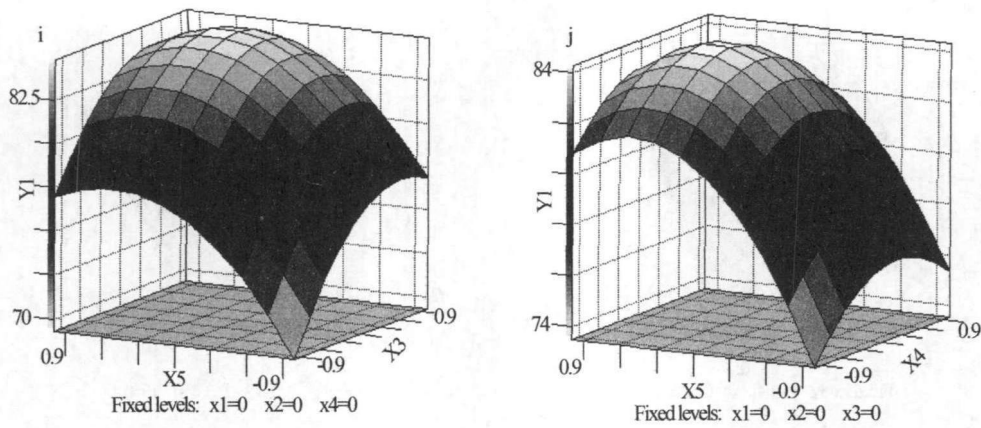 i
82.5
Y1
70
0.9
X5
-0.9
-0.9
X3
0.9
Fixed levels: x1=0 x2=0 x4=0
j
84
Y1
74
0.9
X5
-0.9
-0.9
X4
0.9
Fixed levels: x1=0 x2=0 x3=0